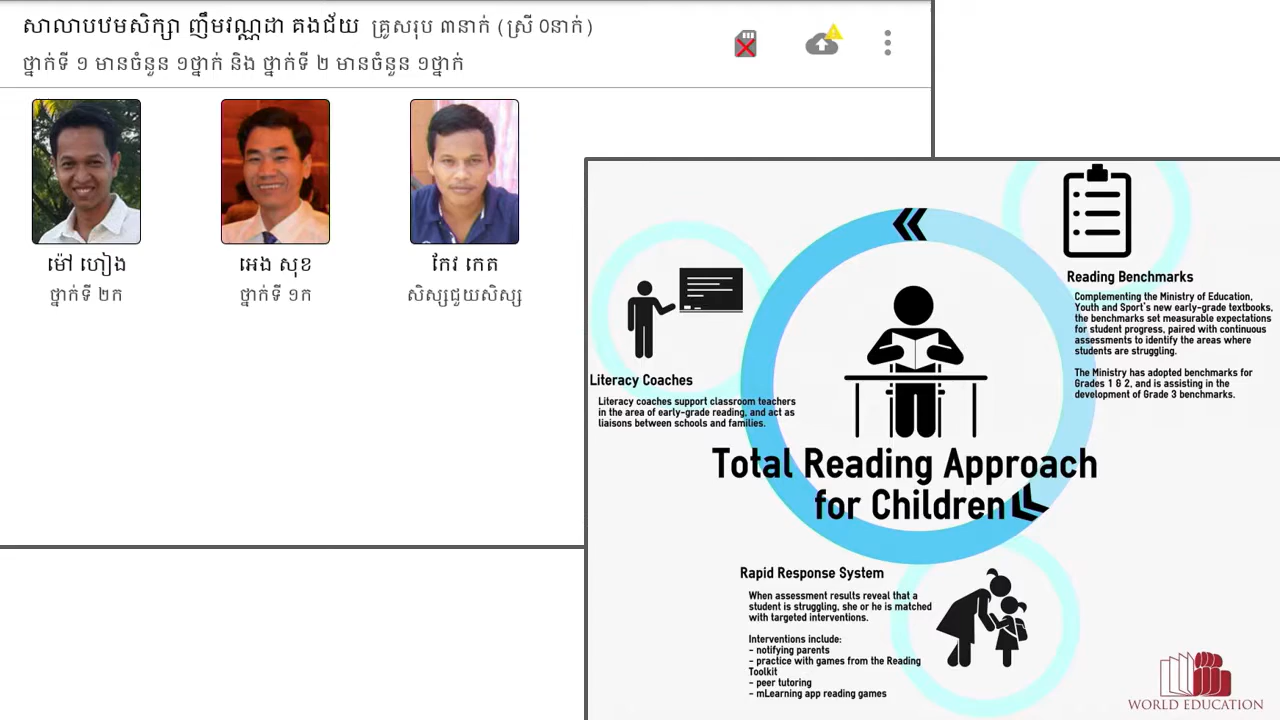 សាលាបឋមសិក្សា ញឹមវណ្ណដា គងជ័យ គ្រូសរុប ៣នាក់ (ស្រី 0នាក់)
ថ្នាក់ទី ១ មានចំនួន ១ថ្នាក់ និង ថ្នាក់ទី ២ មានចំនួន ១ថ្នាក់
ម៉ៅ ហៀង
ថ្នាក់ទី ២ក
អេង សុខ
ថ្នាក់ទី ១ក
កែវ កេត
សិស្សជួយសិស្ស
Reading Benchmarks
Complementing the Ministry of Education,
Youth and Sport's new early-grade textbooks,
the benchmarks set measurable expectations
for student progress, paired with continuous
assessments to identify the areas where
students are struggling.
The Ministry has adopted benchmarks for
Grades 1 & 2, and is assisting in the
development of Grade 3 benchmarks.
Literacy Coaches
Literacy coaches support classroom teachers
in the area of early-grade reading, and act as
liaisons between schools and families.
Total Reading Approach
for Children
Rapid Response System
When assessment results reveal that a
student is struggling, she or he is matched
with targeted interventions.
Interventions include:
- notifying parents
- practice with games from the Reading
Toolkit
- peer tutoring
- mLearning app reading games
WORLD EDUCATION